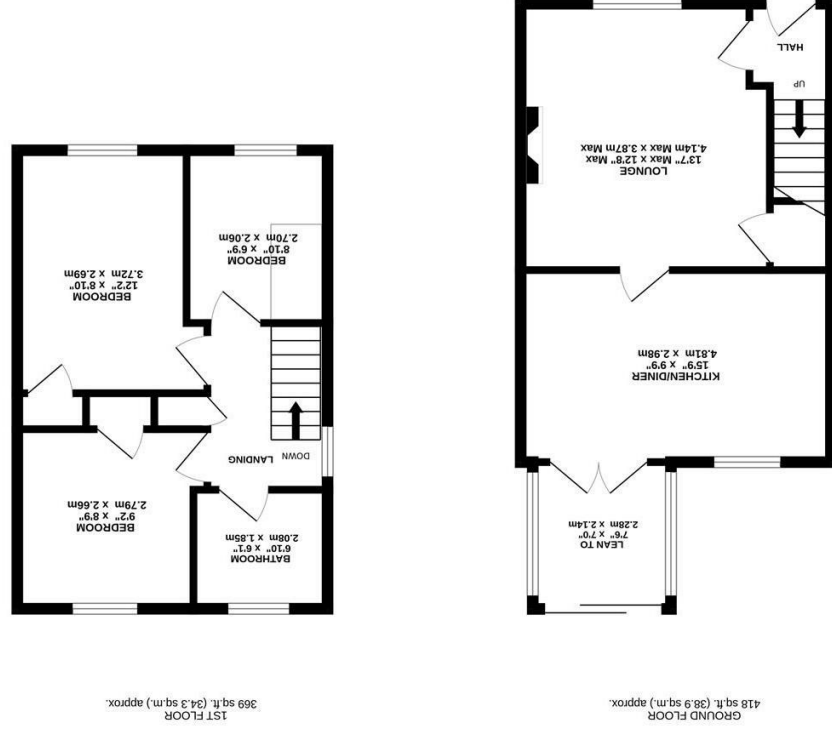 GROUND FLOOR
418 sq.ft. (38.9 sq.m.) approx.
1ST FLOOR
369 sq.ft. (34.3 sq.m.) approx.
LEAN TO
7'6" x 7'0"
2.28m x 2.14m
KITCHEN/DINER
15'9" x 9'9"
4.81m x 2.98m
LOUNGE
13'7" Max x 12'8" Max
4.14m Max x 3.87m Max
UP
HALL
BATHROOM
6'10" x 6'1"
2.08m x 1.85m
BEDROOM
9'2" x 8'9"
2.79m x 2.66m
DOWN
LANDING
BEDROOM
12'2" x 8'10"
3.72m x 2.69m
BEDROOM
8'10" x 6'9"
2.70m x 2.06m